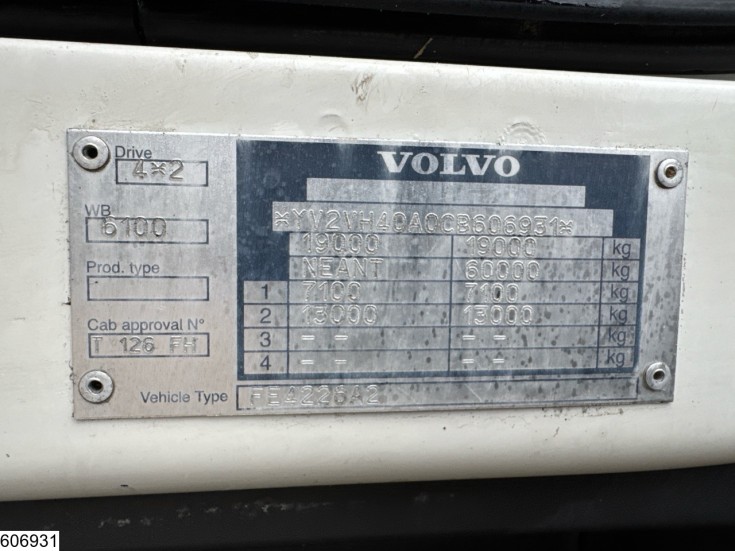 VOLVO
Drive
4*2
WB
6100
Prod. type
Cab approval N°
T 126 FH
*YV2VH40A0CB606931*
19000 19000 kg
NEANT 60000 kg
1 7100 7100 kg
2 13000 13000 kg
3 – – – – kg
4 – – – – kg
Vehicle Type
606931